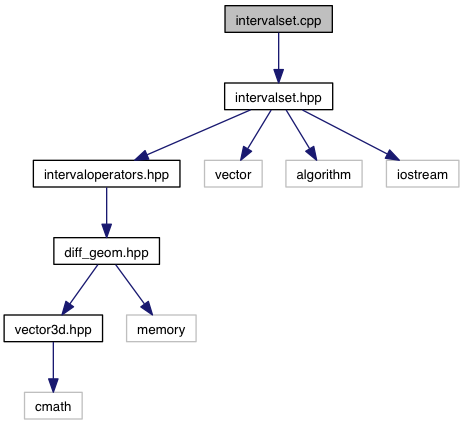 intervalset.cpp
intervalset.hpp
intervaloperators.hpp
vector
algorithm
iostream
diff_geom.hpp
vector3d.hpp
memory
cmath